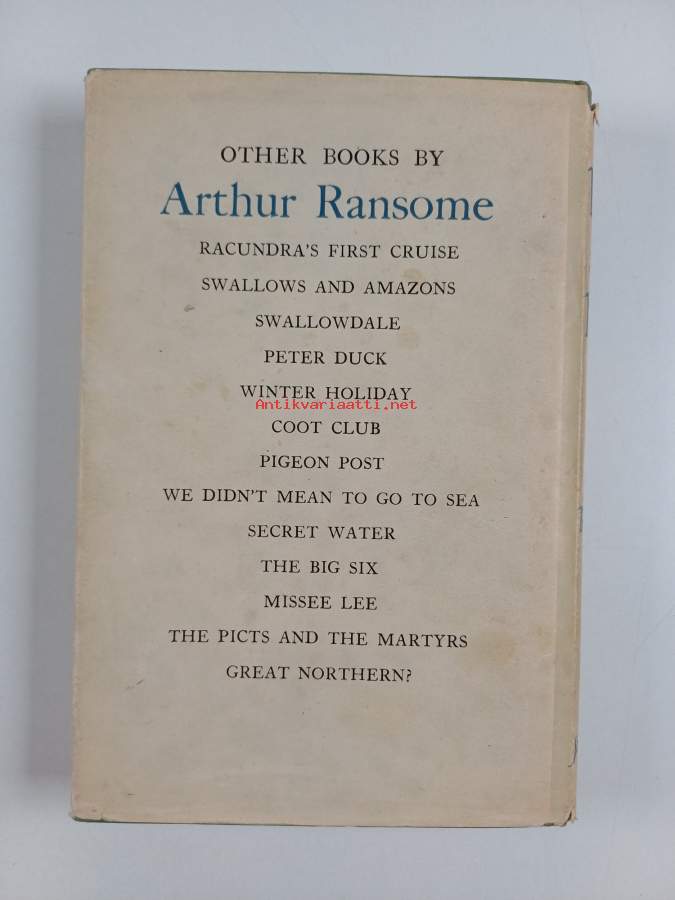 OTHER BOOKS BY
Arthur Ransome
RACUNDRA'S FIRST CRUISE
SWALLOWS AND AMAZONS
SWALLOWDALE
PETER DUCK
WINTER HOLIDAY
Antikvariaatti.net
COOT CLUB
PIGEON POST
WE DIDN'T MEAN TO GO TO SEA
SECRET WATER
THE BIG SIX
MISSEE LEE
THE PICTS AND THE MARTYRS
GREAT NORTHERN?